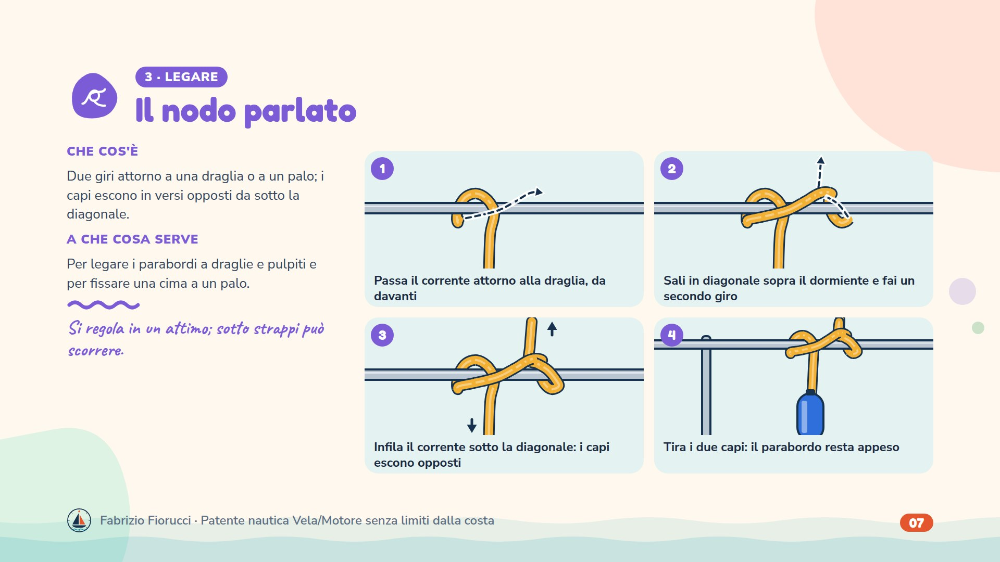 3 · LEGARE
Il nodo parlato
CHE COS'È
Due giri attorno a una draglia o a un palo; i
capi escono in versi opposti da sotto la
diagonale.
A CHE COSA SERVE
Per legare i parabordi a draglie e pulpiti e
per fissare una cima a un palo.
Si regola in un attimo; sotto strappi può
scorrere.
1
Passa il corrente attorno alla draglia, da
davanti
2
Sali in diagonale sopra il dormiente e fai un
secondo giro
3
Infila il corrente sotto la diagonale: i capi
escono opposti
4
Tira i due capi: il parabordo resta appeso
Fabrizio Fiorucci · Patente nautica Vela/Motore senza limiti dalla costa
07